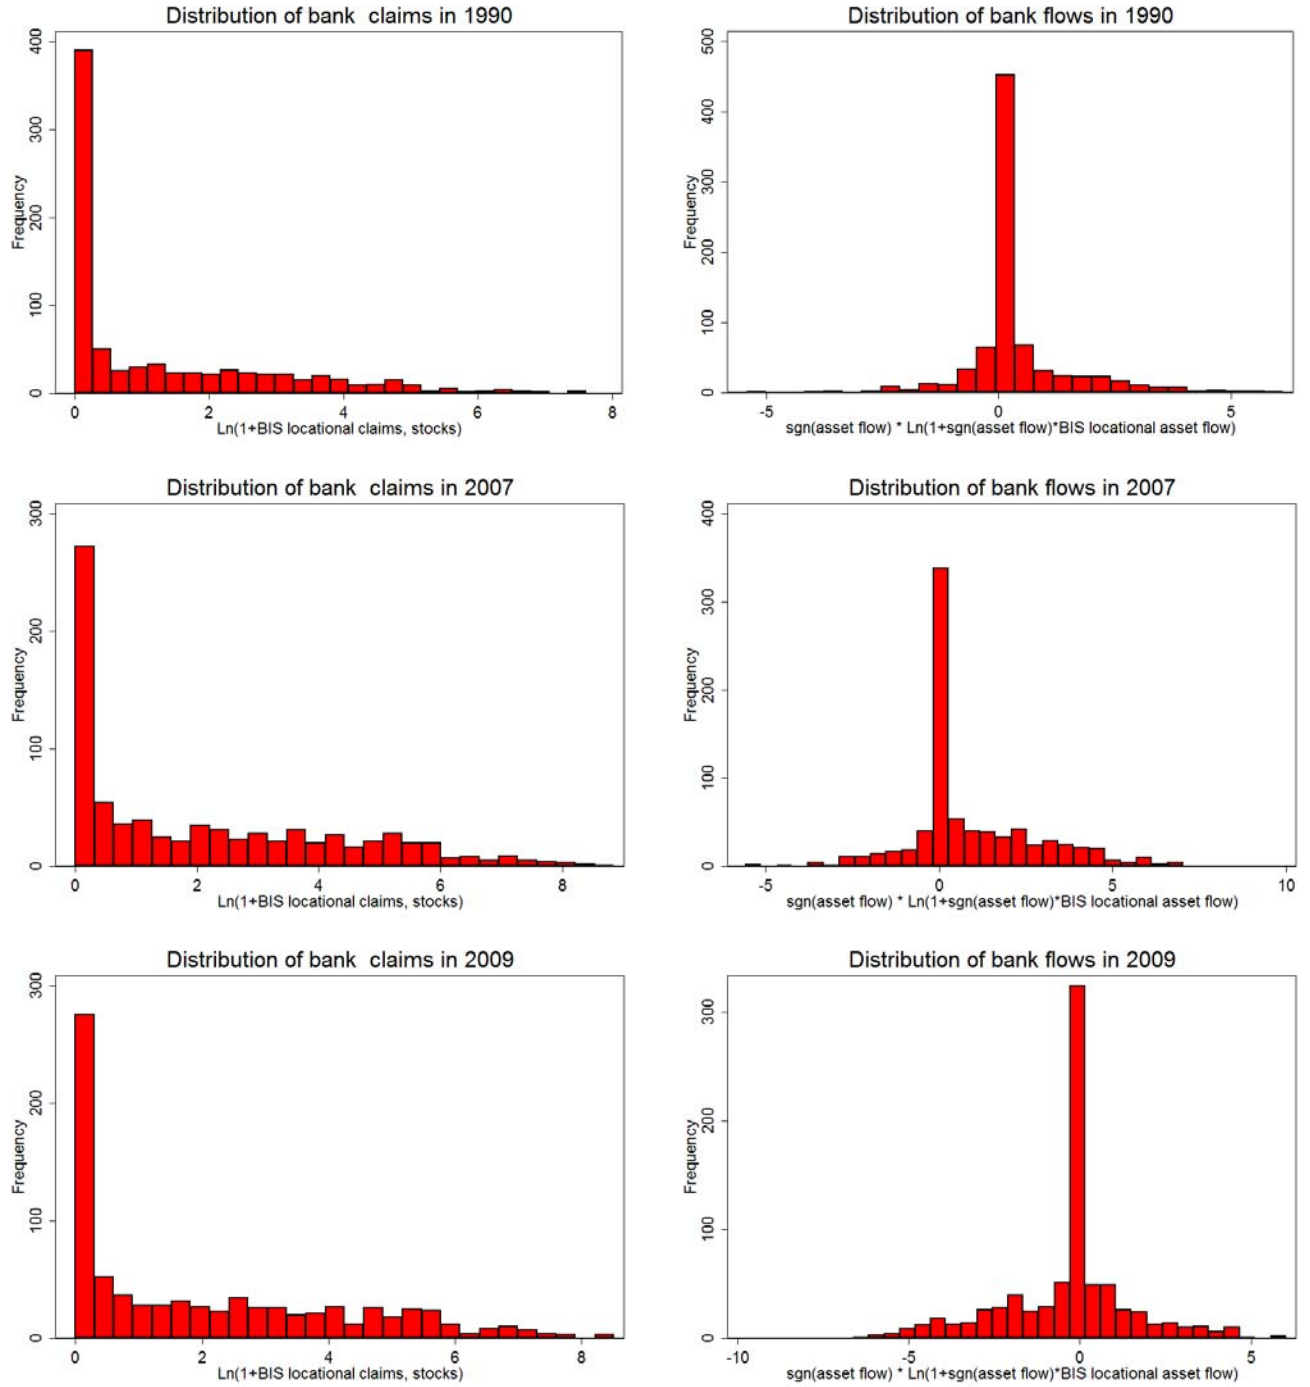 Distribution of bank  claims in 1990
400
300
200
100
0
Frequency
0 2 4 6 8
Ln(1+BIS locational claims, stocks)
Distribution of bank flows in 1990
500
400
300
200
100
0
Frequency
-5 0 5
sgn(asset flow) * Ln(1+sgn(asset flow)*BIS locational asset flow)
Distribution of bank  claims in 2007
300
200
100
0
Frequency
0 2 4 6 8
Ln(1+BIS locational claims, stocks)
Distribution of bank flows in 2007
400
300
200
100
0
Frequency
-5 0 5 10
sgn(asset flow) * Ln(1+sgn(asset flow)*BIS locational asset flow)
Distribution of bank  claims in 2009
300
200
100
0
Frequency
0 2 4 6 8
Ln(1+BIS locational claims, stocks)
Distribution of bank flows in 2009
300
200
100
0
Frequency
-10 -5 0 5
sgn(asset flow) * Ln(1+sgn(asset flow)*BIS locational asset flow)